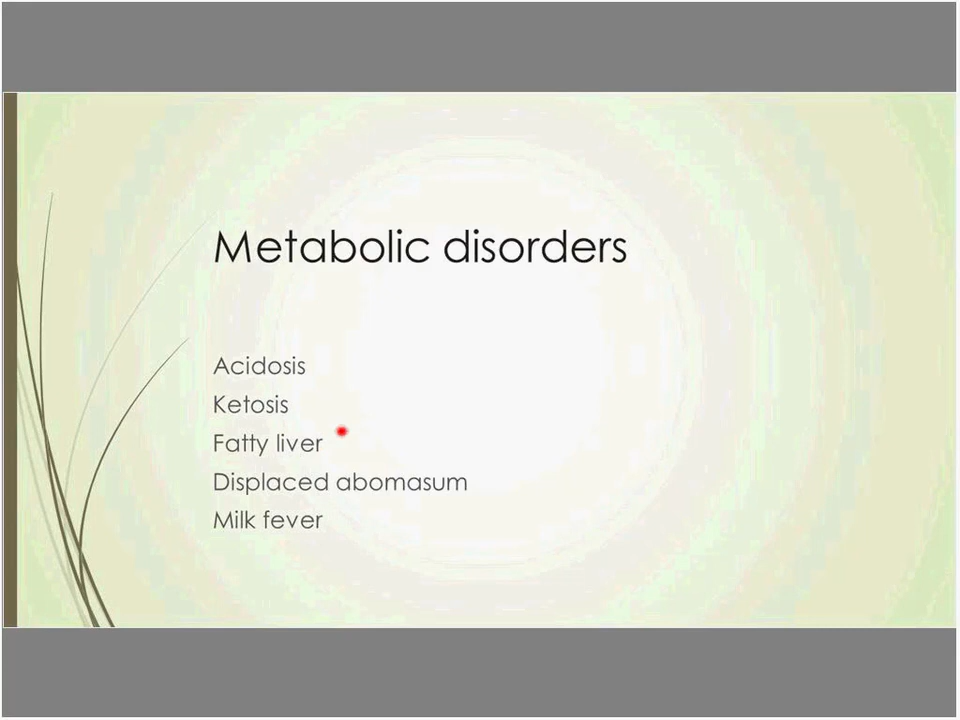 Metabolic disorders
Acidosis
Ketosis
Fatty liver
Displaced abomasum
Milk fever